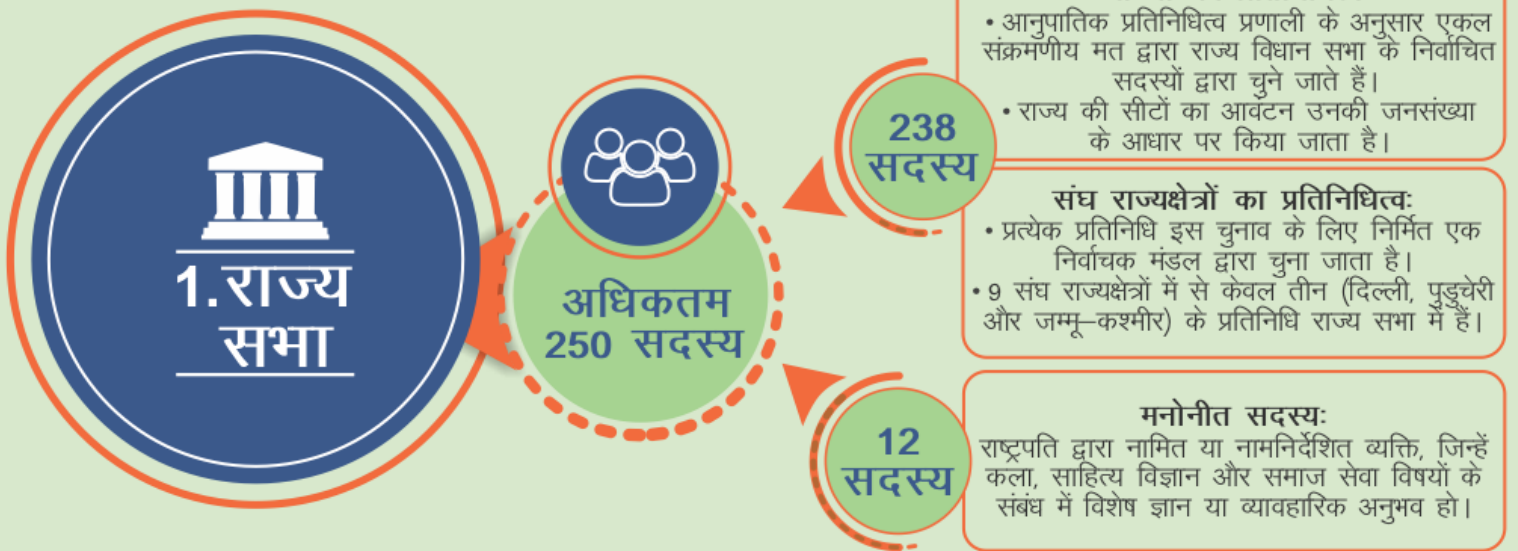 1.राज्य
सभा
अधिकतम
250 सदस्य
238
सदस्य
• आनुपातिक प्रतिनिधित्व प्रणाली के अनुसार एकल
संक्रमणीय मत द्वारा राज्य विधान सभा के निर्वाचित
सदस्यों द्वारा चुने जाते हैं।
• राज्य की सीटों का आवंटन उनकी जनसंख्या
के आधार पर किया जाता है।
संघ राज्यक्षेत्रों का प्रतिनिधित्वः
• प्रत्येक प्रतिनिधि इस चुनाव के लिए निर्मित एक
निर्वाचक मंडल द्वारा चुना जाता है।
• 9 संघ राज्यक्षेत्रों में से केवल तीन (दिल्ली, पुडुचेरी
और जम्मू–कश्मीर) के प्रतिनिधि राज्य सभा में हैं।
12
सदस्य
मनोनीत सदस्यः
राष्ट्रपति द्वारा नामित या नामनिर्देशित व्यक्ति, जिन्हें
कला, साहित्य विज्ञान और समाज सेवा विषयों के
संबंध में विशेष ज्ञान या व्यावहारिक अनुभव हो।